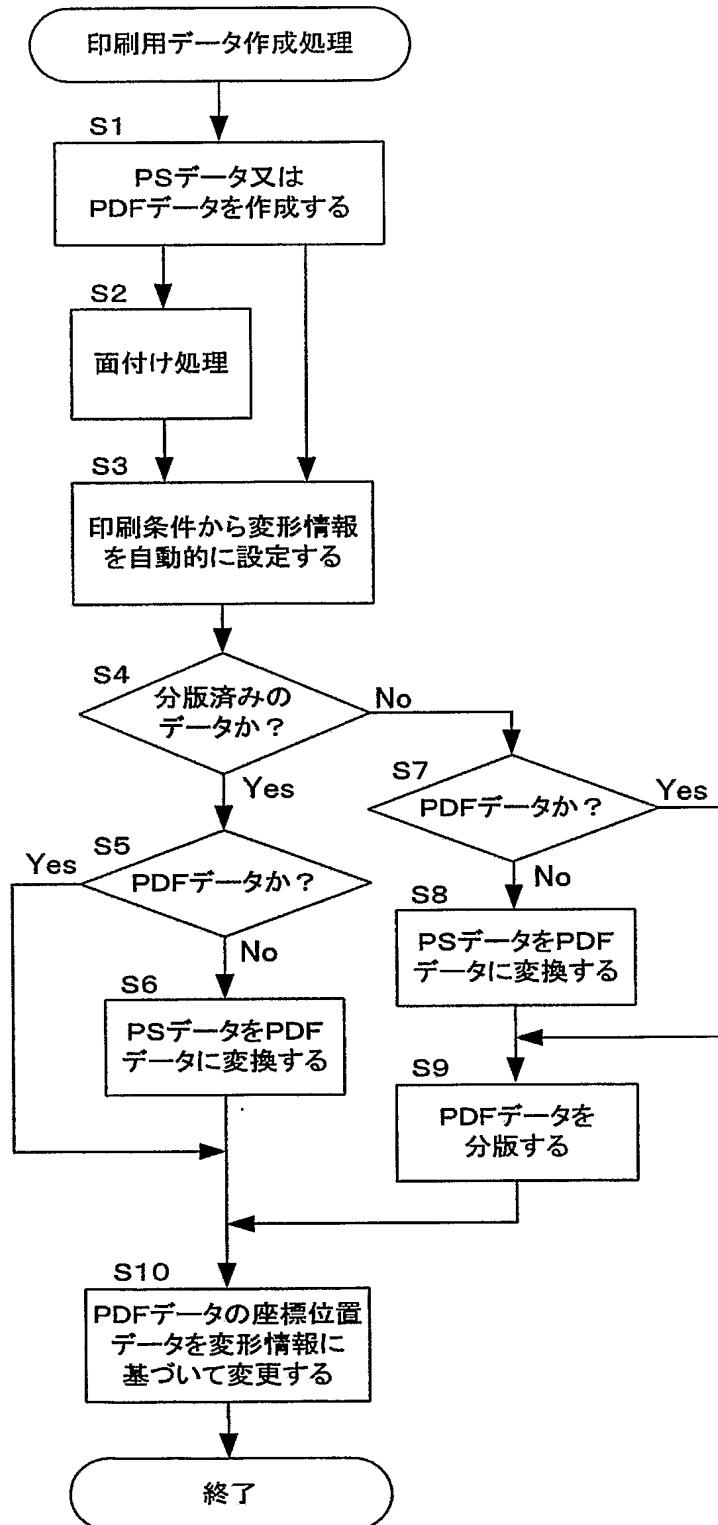 印刷用データ作成処理
S1
PSデータ又は
PDFデータを作成する
S2
面付け処理
S3
印刷条件から変形情報
を自動的に設定する
S4
分版済みの
データか？
No
Yes
S7
PDFデータか？
Yes
No
S5
Yes
PDFデータか？
No
S8
PSデータをPDF
データに変換する
S6
PSデータをPDF
データに変換する
S9
PDFデータを
分版する
S10
PDFデータの座標位置
データを変形情報に
基づいて変更する
終了